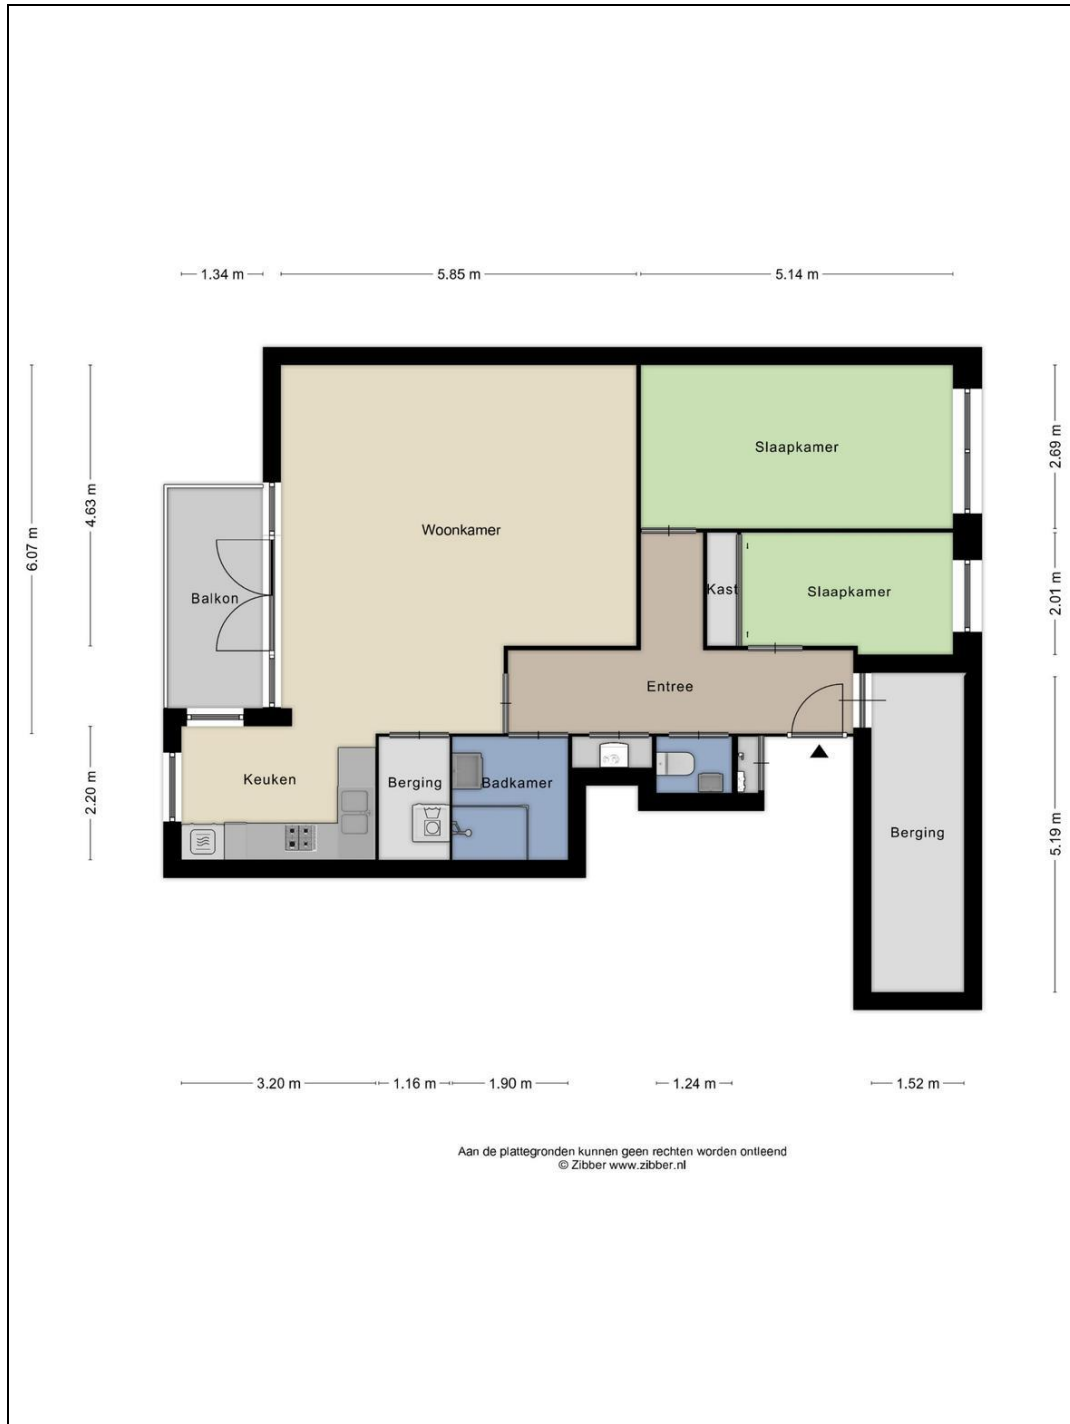 1.34 m
5.85 m
5.14 m
6.07 m
4.63 m
2.69 m
2.01 m
Slaapkamer
Woonkamer
Kast
Slaapkamer
Balkon
Entree
Keuken
Berging
Badkamer
2.20 m
Berging
5.19 m
3.20 m
1.16 m
1.90 m
1.24 m
1.52 m
Aan de plattegronden kunnen geen rechten worden ontleend
© Zibber www.zibber.nl